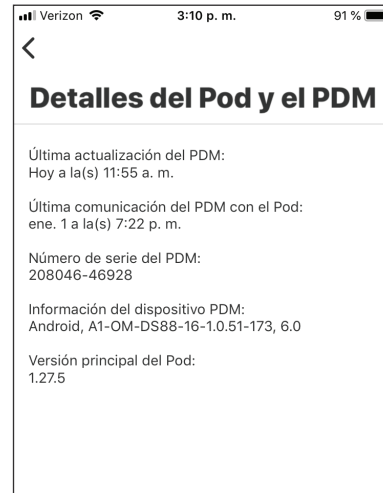 Verizon 3:10 p. m. 91 %
Detalles del Pod y el PDM
Última actualización del PDM:
Hoy a la(s) 11:55 a. m.
Última comunicación del PDM con el Pod:
ene. 1 a la(s) 7:22 p. m.
Número de serie del PDM:
208046-46928
Información del dispositivo PDM:
Android, A1-OM-DS88-16-1.0.51-173, 6.0
Versión principal del Pod:
1.27.5